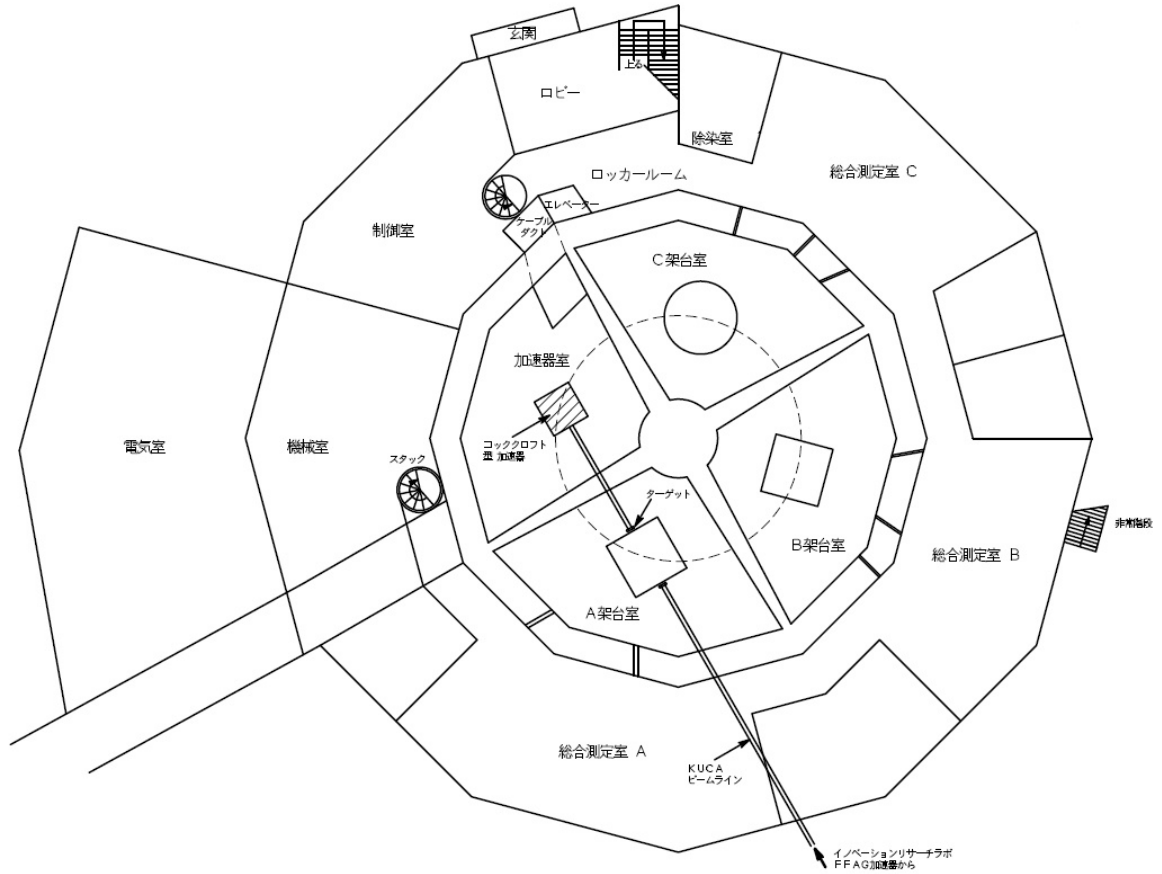 玄関
上る
ロビー
除染室
総合測定室 C
ロッカールーム
エレベーター
ケーブル
ダクト
制御室
C架台室
加速器室
電気室
機械室
コッククロフト
型 加速器
スタック
ターゲット
非常階段
B架台室
総合測定室 B
A架台室
総合測定室 A
KUCA
ビームライン
イノベーションリサーチラボ
FFAG加速器から